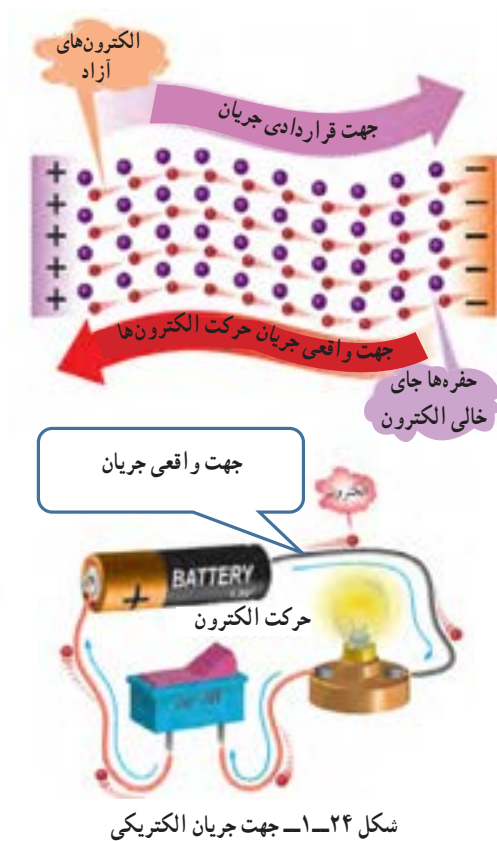 الکترون‌های
آزاد
جهت قراردادی جریان
+ −
+ −
+ −
+ −
+ −
جهت واقعی جریان حرکت الکترون‌ها
حفره‌ها جای
خالی الکترون
جهت واقعی جریان
الکترون
BATTERY
+
حرکت الکترون
شکل ۲۴ــ۱ــ جهت جریان الکتریکی